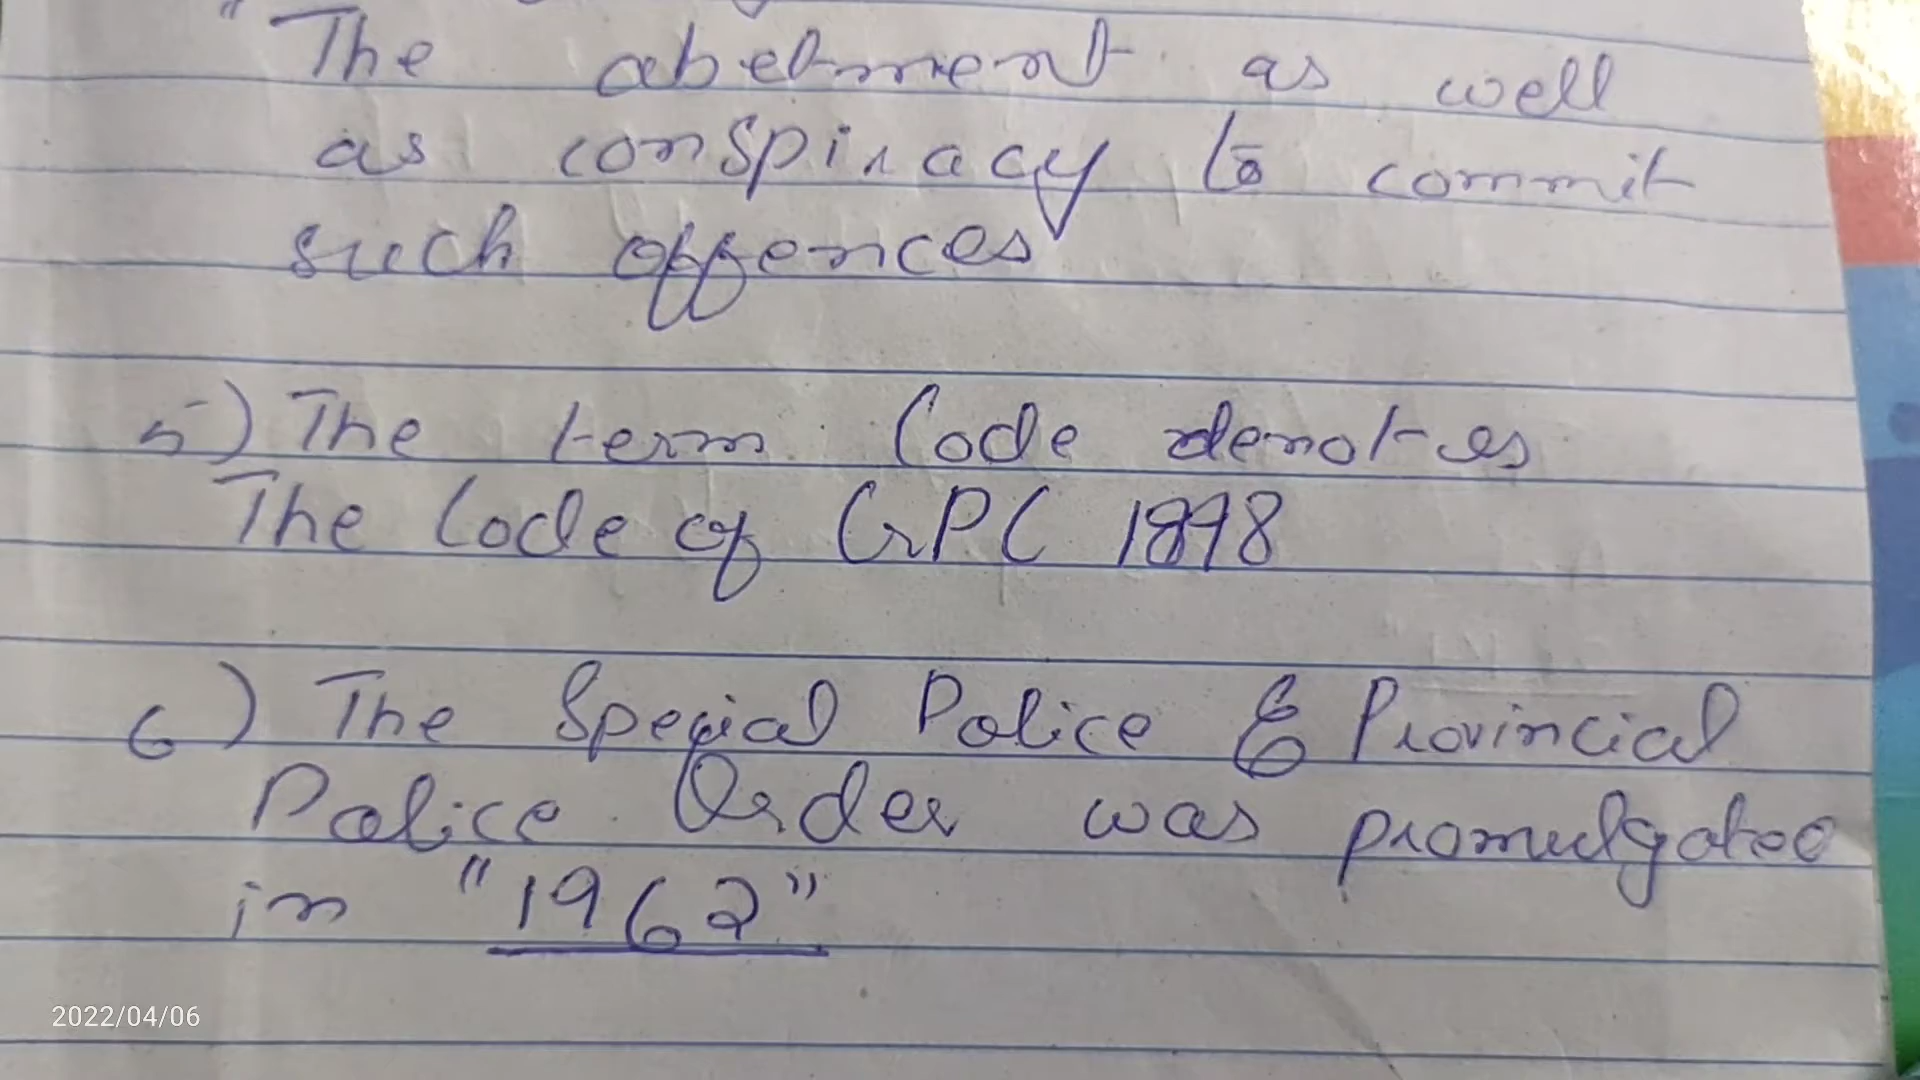 "The abetment as well
as conspiracy to commit
such offences
5) The term Code denotes
The Code of CrPC 1898
6) The Special Police & Provincial
Police Order was promulgated
in "1962"
2022/04/06